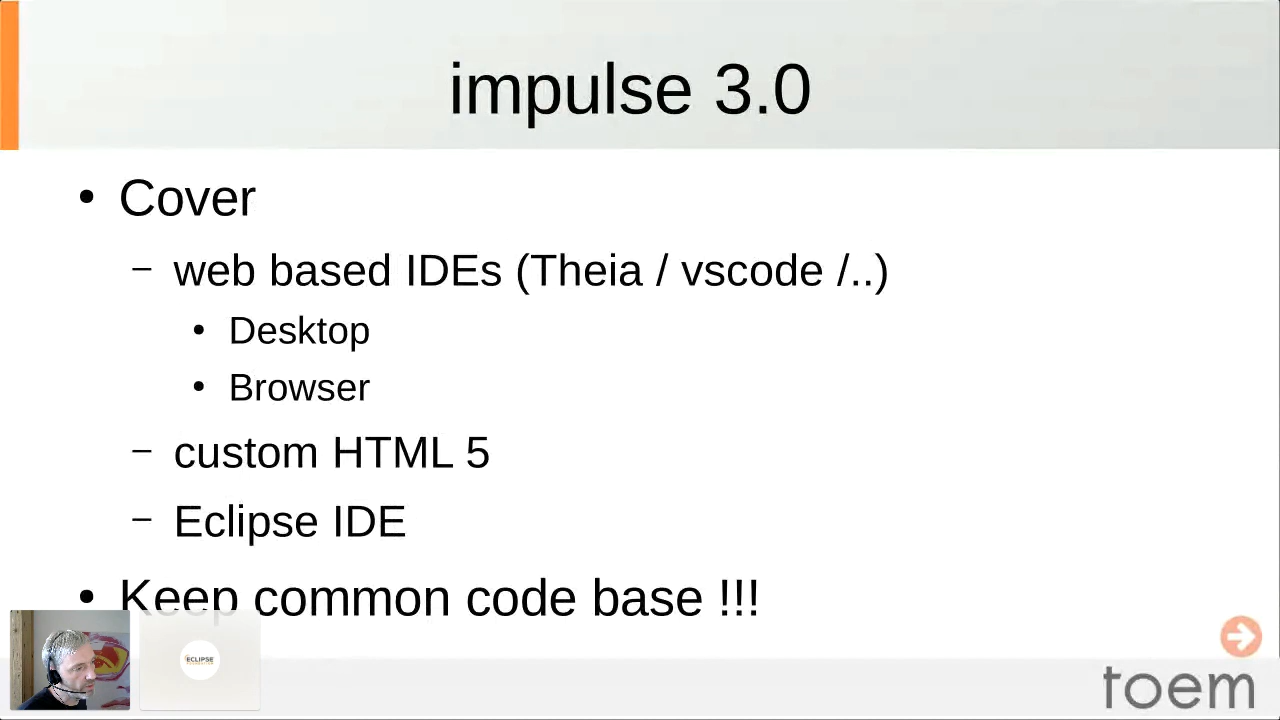 impulse 3.0
• Cover
– web based IDEs (Theia / vscode /..)
• Desktop
• Browser
– custom HTML 5
– Eclipse IDE
• Keep common code base !!!
ECLIPSE
toem